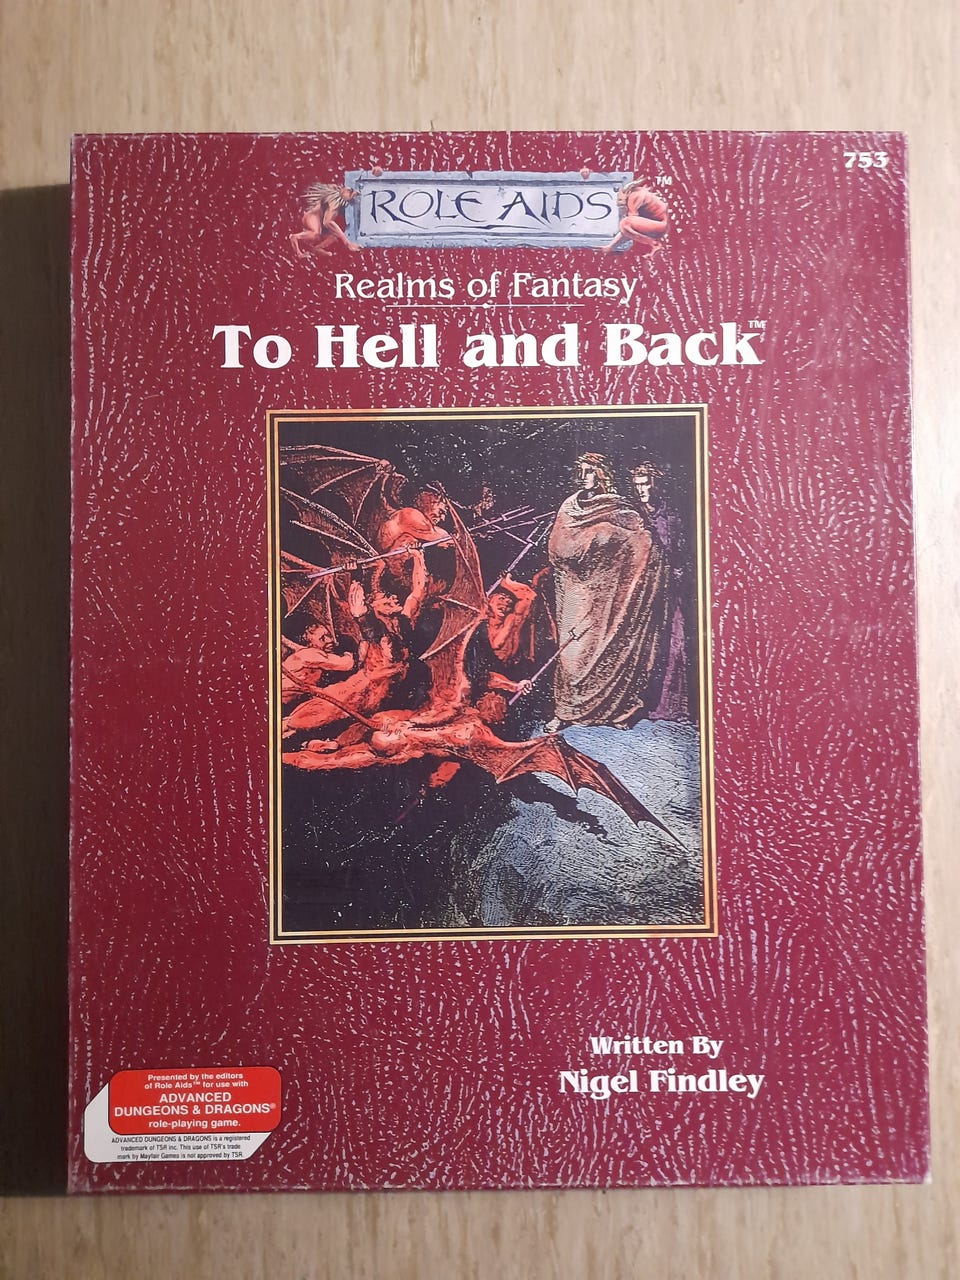 753
ROLE AIDS™
Realms of Fantasy
To Hell and Back™
Written By
Nigel Findley
Presented by the editors
of Role Aids™ for use with
ADVANCED
DUNGEONS & DRAGONS®
role-playing game.
ADVANCED DUNGEONS & DRAGONS is a registered
trademark of TSR Inc. This use of TSR's trade
mark by Mayfair Games is not approved by TSR.